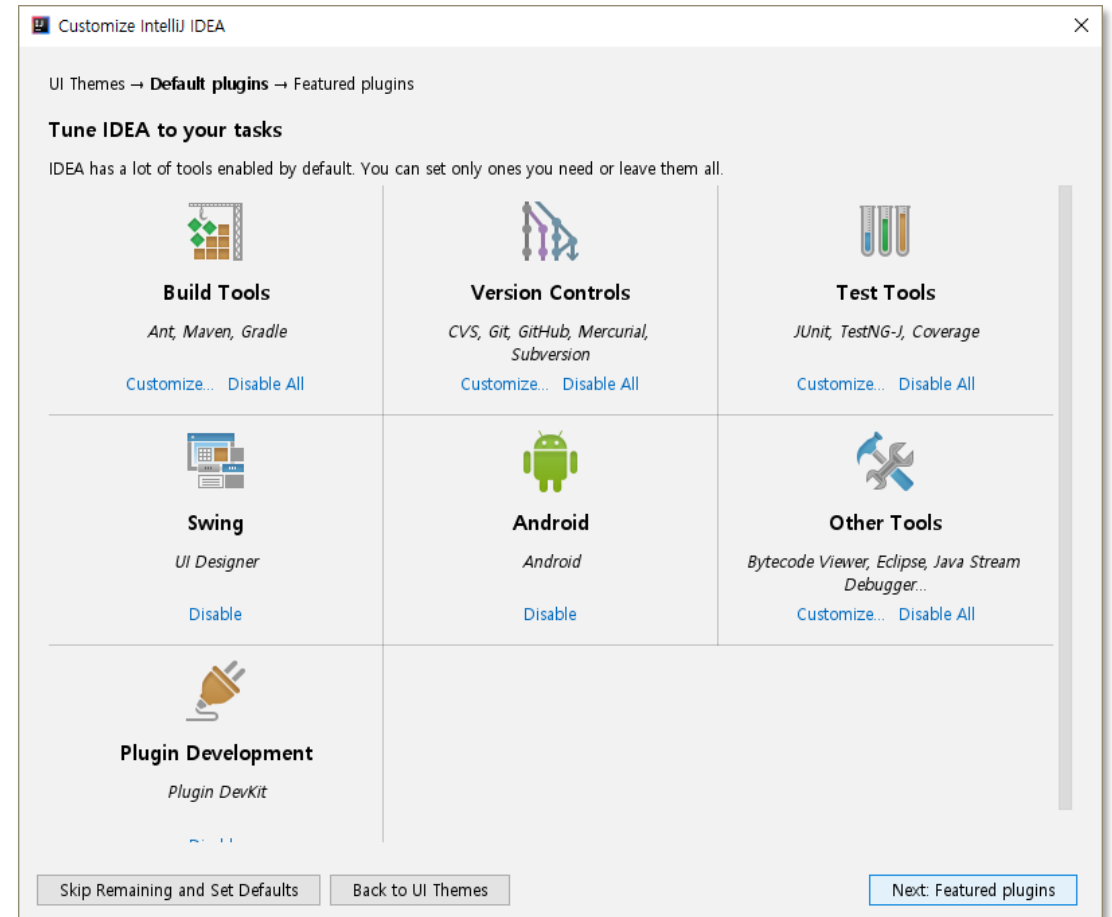 Customize IntelliJ IDEA
UI Themes → Default plugins → Featured plugins
Tune IDEA to your tasks
IDEA has a lot of tools enabled by default. You can set only ones you need or leave them all.
Build Tools
Ant, Maven, Gradle
Customize... Disable All
Version Controls
CVS, Git, GitHub, Mercurial,
Subversion
Customize... Disable All
Test Tools
JUnit, TestNG-J, Coverage
Customize... Disable All
Swing
UI Designer
Disable
Android
Android
Disable
Other Tools
Bytecode Viewer, Eclipse, Java Stream
Debugger...
Customize... Disable All
Plugin Development
Plugin DevKit
Skip Remaining and Set Defaults
Back to UI Themes
Next: Featured plugins